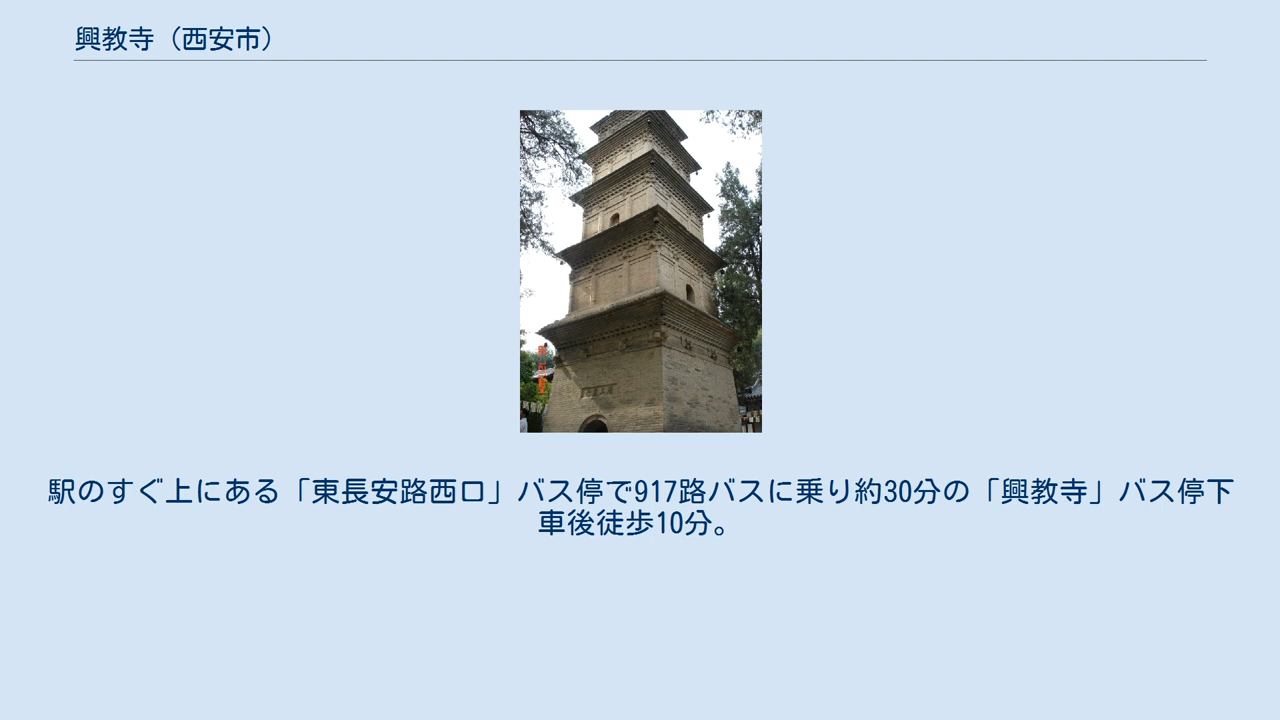 興教寺（西安市）
駅のすぐ上にある「東長安路西口」バス停で917路バスに乗り約30分の「興教寺」バス停下
車後徒歩10分。